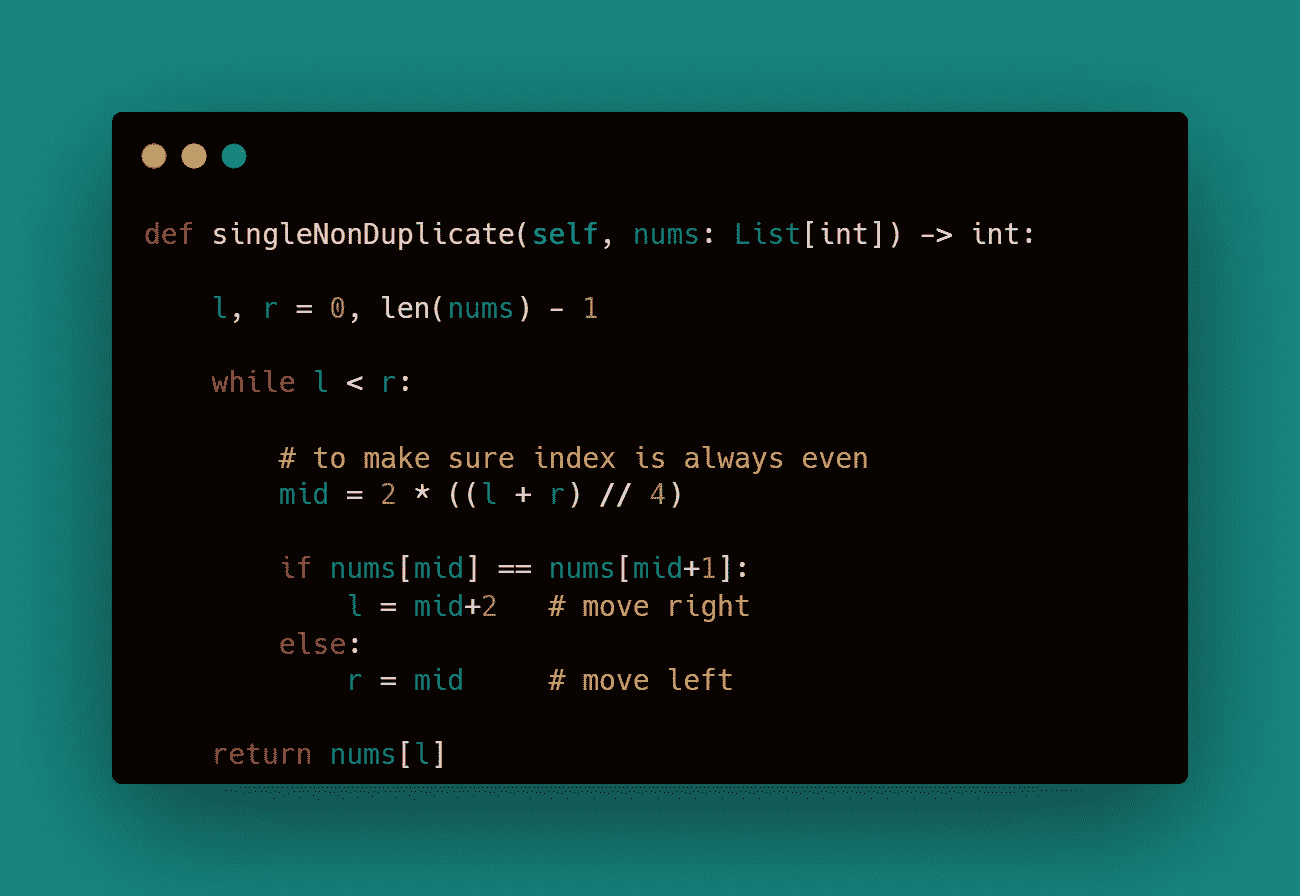 def singleNonDuplicate(self, nums: List[int]) -> int:
    l, r = 0, len(nums) - 1
    while l < r:
        # to make sure index is always even
        mid = 2 * ((l + r) // 4)
        if nums[mid] == nums[mid+1]:
            l = mid+2   # move right
        else:
            r = mid     # move left
    return nums[l]